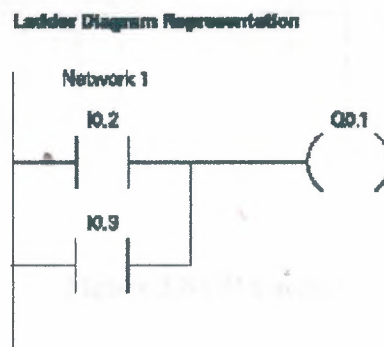 Ladder Diagram Representation
Network 1
I0.2
Q0.1
I0.3